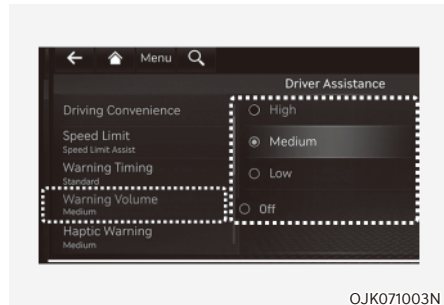 Menu
Driver Assistance
Driving Convenience
High
Speed Limit
Speed Limit Assist
Medium
Warning Timing
Standard
Low
Warning Volume
Medium
Off
Haptic Warning
Medium
OJK071003N